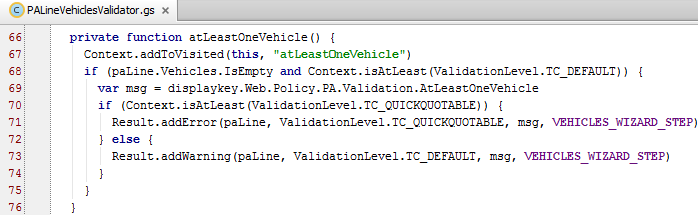 PALineVehiclesValidator.gs ×
66 private function atLeastOneVehicle() {
67 Context.addToVisited(this, "atLeastOneVehicle")
68 if (paLine.Vehicles.IsEmpty and Context.isAtLeast(ValidationLevel.TC_DEFAULT)) {
69 var msg = displaykey.Web.Policy.PA.Validation.AtLeastOneVehicle
70 if (Context.isAtLeast(ValidationLevel.TC_QUICKQUOTABLE)) {
71 Result.addError(paLine, ValidationLevel.TC_QUICKQUOTABLE, msg, VEHICLES_WIZARD_STEP)
72 } else {
73 Result.addWarning(paLine, ValidationLevel.TC_DEFAULT, msg, VEHICLES_WIZARD_STEP)
74 }
75 }
76 }